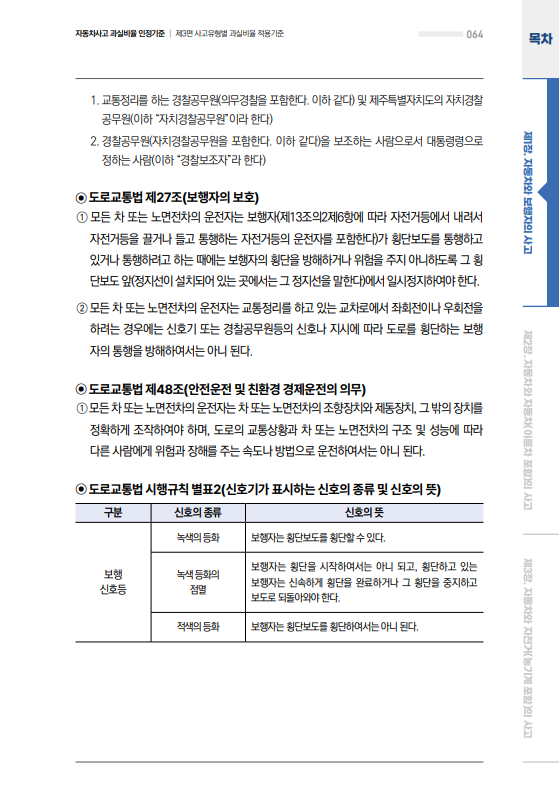 자동차사고 과실비율 인정기준 | 제3편 사고유형별 과실비율 적용기준
064
목차
1. 교통정리를 하는 경찰공무원(의무경찰을 포함한다. 이하 같다) 및 제주특별자치도의 자치경찰
공무원(이하 “자치경찰공무원”이라 한다)
2. 경찰공무원(자치경찰공무원을 포함한다. 이하 같다)을 보조하는 사람으로서 대통령령으로
정하는 사람(이하 “경찰보조자”라 한다)
⊙ 도로교통법 제27조(보행자의 보호)
① 모든 차 또는 노면전차의 운전자는 보행자(제13조의2제6항에 따라 자전거등에서 내려서
자전거등을 끌거나 들고 통행하는 자전거등의 운전자를 포함한다)가 횡단보도를 통행하고
있거나 통행하려고 하는 때에는 보행자의 횡단을 방해하거나 위험을 주지 아니하도록 그 횡
단보도 앞(정지선이 설치되어 있는 곳에서는 그 정지선을 말한다)에서 일시정지하여야 한다.
② 모든 차 또는 노면전차의 운전자는 교통정리를 하고 있는 교차로에서 좌회전이나 우회전을
하려는 경우에는 신호기 또는 경찰공무원등의 신호나 지시에 따라 도로를 횡단하는 보행
자의 통행을 방해하여서는 아니 된다.
⊙ 도로교통법 제48조(안전운전 및 친환경 경제운전의 의무)
① 모든 차 또는 노면전차의 운전자는 차 또는 노면전차의 조향장치와 제동장치, 그 밖의 장치를
정확하게 조작하여야 하며, 도로의 교통상황과 차 또는 노면전차의 구조 및 성능에 따라
다른 사람에게 위험과 장해를 주는 속도나 방법으로 운전하여서는 아니 된다.
⊙ 도로교통법 시행규칙 별표2(신호기가 표시하는 신호의 종류 및 신호의 뜻)
구분 신호의 종류 신호의 뜻
보행
신호등
녹색의 등화 보행자는 횡단보도를 횡단할 수 있다.
녹색 등화의
점멸
보행자는 횡단을 시작하여서는 아니 되고, 횡단하고 있는
보행자는 신속하게 횡단을 완료하거나 그 횡단을 중지하고
보도로 되돌아와야 한다.
적색의 등화 보행자는 횡단보도를 횡단하여서는 아니 된다.
제1장. 자동차와 보행자의 사고
제2장. 자동차와 자동차(이륜차 포함)의 사고
제3장. 자동차와 자전거(농기계 포함)의 사고